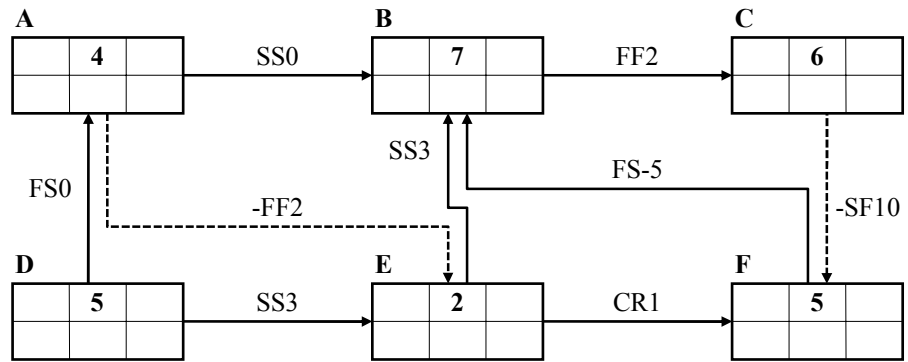 A B C
4 SS0 7 FF2 6
SS3
FS0 FS-5
-FF2 -SF10
D E F
5 SS3 2 CR1 5